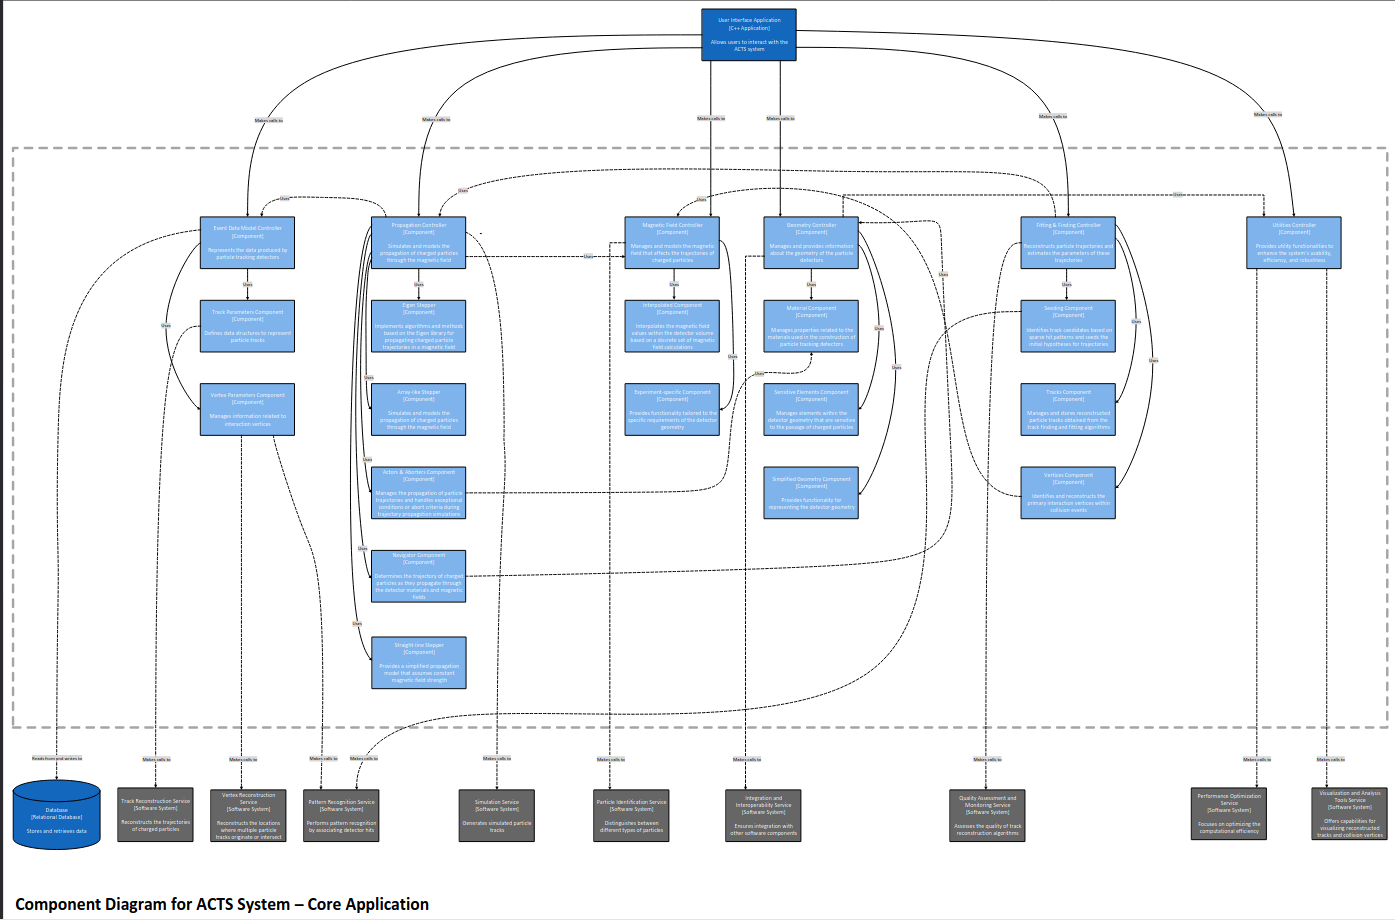 User Interface Application
[C++ Application]
Allows users to interact with the
ACTS system
Makes calls to
Makes calls to
Makes calls to
Makes calls to
Makes calls to
Makes calls to
Uses
Uses
Uses
Uses
Event Data Model Controller
[Component]
Represents the data produced by
particle tracking detectors
Propagation Controller
[Component]
Simulates and models the
propagation of charged particles
through the magnetic field
Magnetic Field Controller
[Component]
Manages and models the magnetic
field that affects the trajectories of
charged particles
Geometry Controller
[Component]
Manages and provides information
about the geometry of the particle
detectors
Fitting & Finding Controller
[Component]
Reconstructs particle trajectories and
estimates the parameters of these
trajectories
Utilities Controller
[Component]
Provides utility functionalities to
enhance the system's usability,
efficiency, and robustness
Uses
Uses
Uses
Uses
Uses
Uses
Uses
Track Parameters Component
[Component]
Defines data structures to represent
particle tracks
Eigen Stepper
[Component]
Implements algorithms and methods
based on the Eigen library for
propagating charged particle
trajectories in a magnetic field
Interpolated Component
[Component]
Interpolates the magnetic field
values within the detector volume
based on a discrete set of magnetic
field calculations
Material Component
[Component]
Manages properties related to the
materials used in the construction of
particle tracking detectors
Seeding Component
[Component]
Identifies track candidates based on
sparse hit patterns and seeds the
initial hypotheses for trajectories
Uses
Uses
Uses
Uses
Uses
Uses
Uses
Uses
Vertex Parameters Component
[Component]
Manages information related to
interaction vertices
Array-like Stepper
[Component]
Simulates and models the
propagation of charged particles
through the magnetic field
Experiment-specific Component
[Component]
Provides functionality tailored to the
specific requirements of the detector
geometry
Sensitive Elements Component
[Component]
Manages elements within the
detector geometry that are sensitive
to the passage of charged particles
Tracks Component
[Component]
Manages and stores reconstructed
particle tracks obtained from the
track finding and fitting algorithms
Uses
Actors & Aborters Component
[Component]
Manages the propagation of particle
trajectories and handles exceptional
conditions or abort criteria during
trajectory propagation simulations
Simplified Geometry Component
[Component]
Provides functionality for
representing the detector geometry
Vertices Component
[Component]
Identifies and reconstructs the
primary interaction vertices within
collision events
Uses
Navigator Component
[Component]
Determines the trajectory of charged
particles as they propagate through
the detector materials and magnetic
fields
Uses
Straight-line Stepper
[Component]
Provides a simplified propagation
model that assumes constant
magnetic field strength
Reads from and writes to
Makes calls to
Makes calls to
Makes calls to
Makes calls to
Makes calls to
Makes calls to
Makes calls to
Makes calls to
Makes calls to
Makes calls to
Database
[Relational Database]
Stores and retrieves data
Track Reconstruction Service
[Software System]
Reconstructs the trajectories
of charged particles
Vertex Reconstruction
Service
[Software System]
Reconstructs the locations
where multiple particle
tracks originate or intersect
Pattern Recognition Service
[Software System]
Performs pattern recognition
by associating detector hits
Simulation Service
[Software System]
Generates simulated particle
tracks
Particle Identification Service
[Software System]
Distinguishes between
different types of particles
Integration and
Interoperability Service
[Software System]
Ensures integration with
other software components
Quality Assessment and
Monitoring Service
[Software System]
Assesses the quality of track
reconstruction algorithms
Performance Optimization
Service
[Software System]
Focuses on optimizing the
computational efficiency
Visualization and Analysis
Tools Service
[Software System]
Offers capabilities for
visualizing reconstructed
tracks and collision vertices
Component Diagram for ACTS System – Core Application